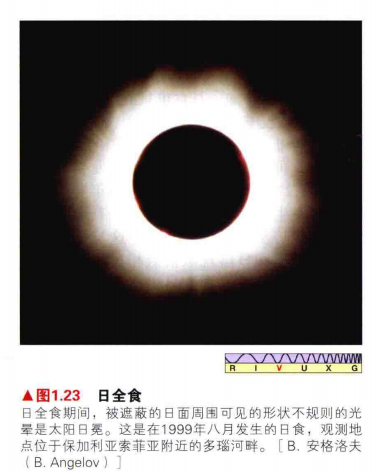 R I V U X G
▲图1.23 日全食
日全食期间，被遮蔽的日面周围可见的形状不规则的光
晕是太阳日冕。这是在1999年八月发生的日食，观测地
点位于保加利亚索菲亚附近的多瑙河畔。［B. 安格洛夫
（B. Angelov）］